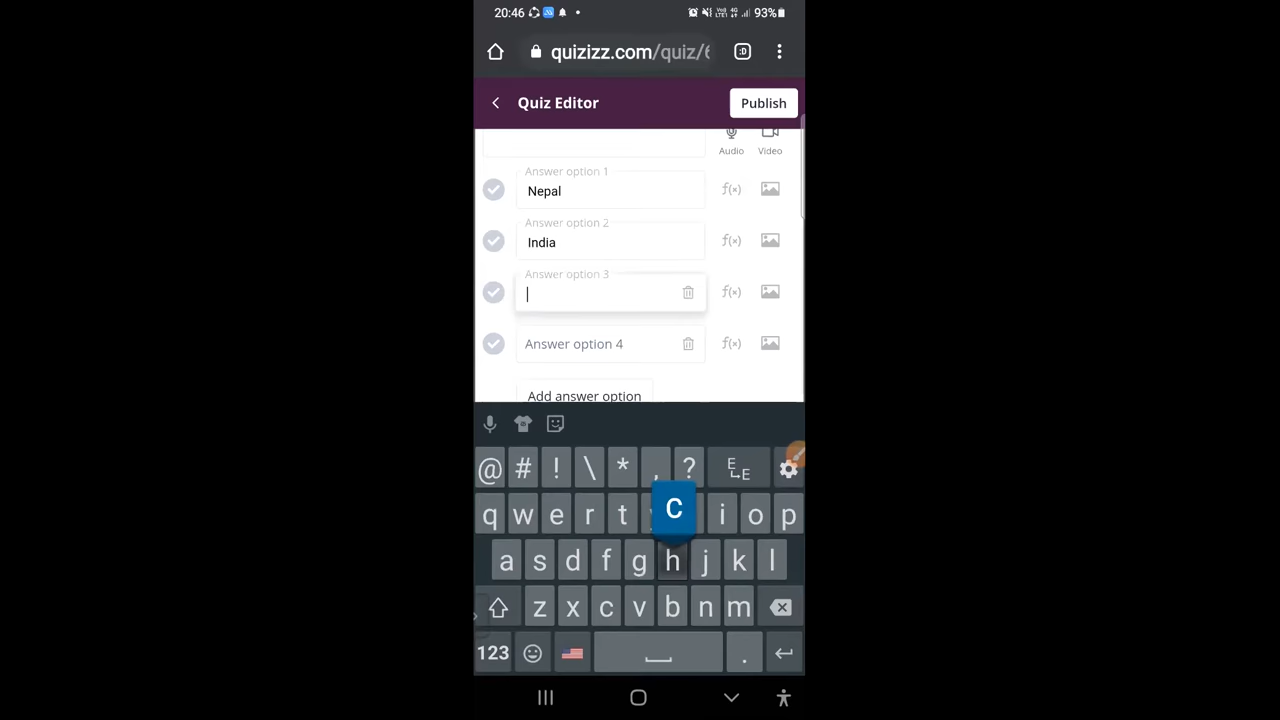 20:46 93%
quizizz.com/quiz/6 :D
Quiz Editor Publish
Audio Video
Answer option 1
Nepal f(x)
Answer option 2
India f(x)
Answer option 3
f(x)
Answer option 4 f(x)
Add answer option
@ # ! \ * , ? E E
q w e r t C i o p
a s d f g h j k l
z x c v b n m
123 .